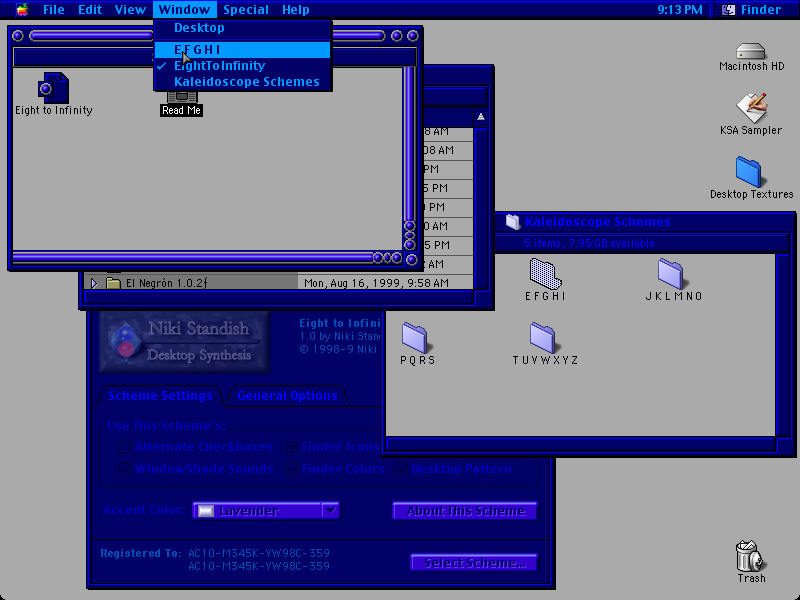 File Edit View Window Special Help 9:13 PM Finder
Desktop
E F G H I
EightToInfinity
Kaleidoscope Schemes
Eight to Infinity
Read Me
Macintosh HD
KSA Sampler
Desktop Textures
8 AM
08 AM
PM
5 PM
0 PM
0 AM
5 PM
AM
El Negrón 1.0.2f Mon, Aug 16, 1999, 9:58 AM
Kaleidoscope Schemes
5 items, 7.95 GB available
E F G H I
J K L M N O
P Q R S
T U V W X Y Z
Niki Standish
Desktop Synthesis
Eight to Infini
1.0 by Niki Stan
© 1998-9 Niki
Scheme Settings General Options
Use this Scheme's:
Alternate Checkboxes Finder Icons
WindowShade Sounds Finder Colors Desktop Pattern
Accent Color: Lavender About This Scheme
Registered To: AC10-M345K-YW98C-359
AC10-M345K-YW98C-359
Select Scheme...
Trash